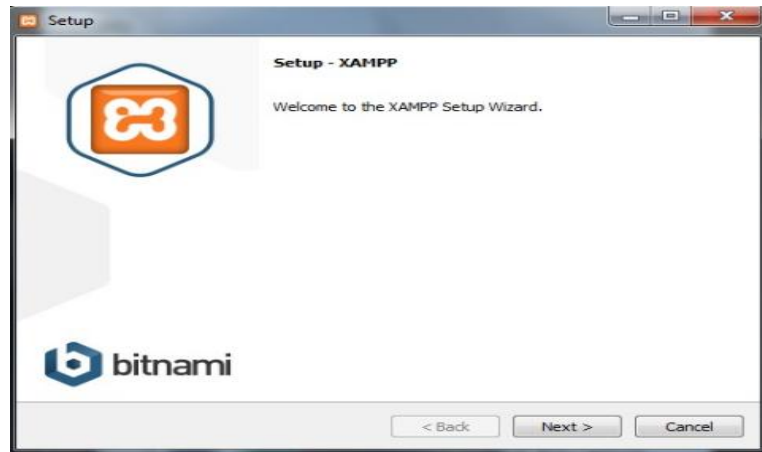 Setup
Setup - XAMPP
Welcome to the XAMPP Setup Wizard.
bitnami
< Back
Next >
Cancel